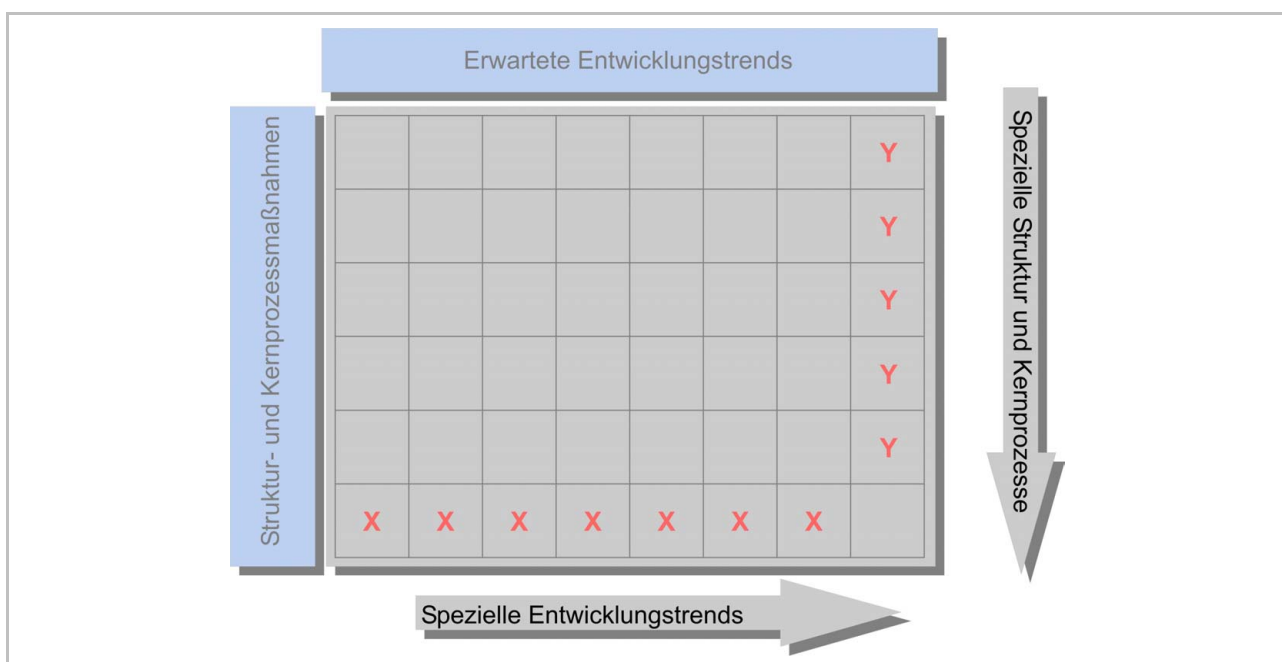 Erwartete Entwicklungstrends
Struktur- und Kernprozessmaßnahmen
Y
Y
Y
Y
Y
X X X X X X X
Spezielle Struktur und Kernprozesse
Spezielle Entwicklungstrends